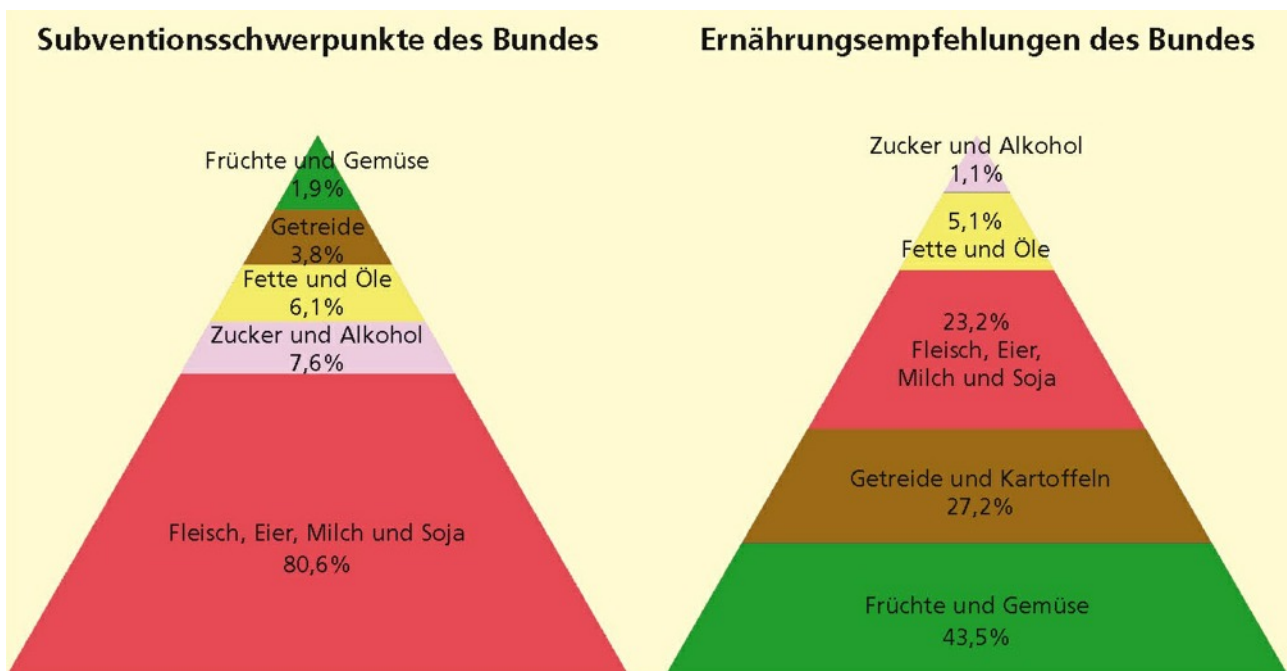 Subventionsschwerpunkte des Bundes
Früchte und Gemüse
1,9%
Getreide
3,8%
Fette und Öle
6,1%
Zucker und Alkohol
7,6%
Fleisch, Eier, Milch und Soja
80,6%
Ernährungsempfehlungen des Bundes
Zucker und Alkohol
1,1%
5,1%
Fette und Öle
23,2%
Fleisch, Eier,
Milch und Soja
Getreide und Kartoffeln
27,2%
Früchte und Gemüse
43,5%